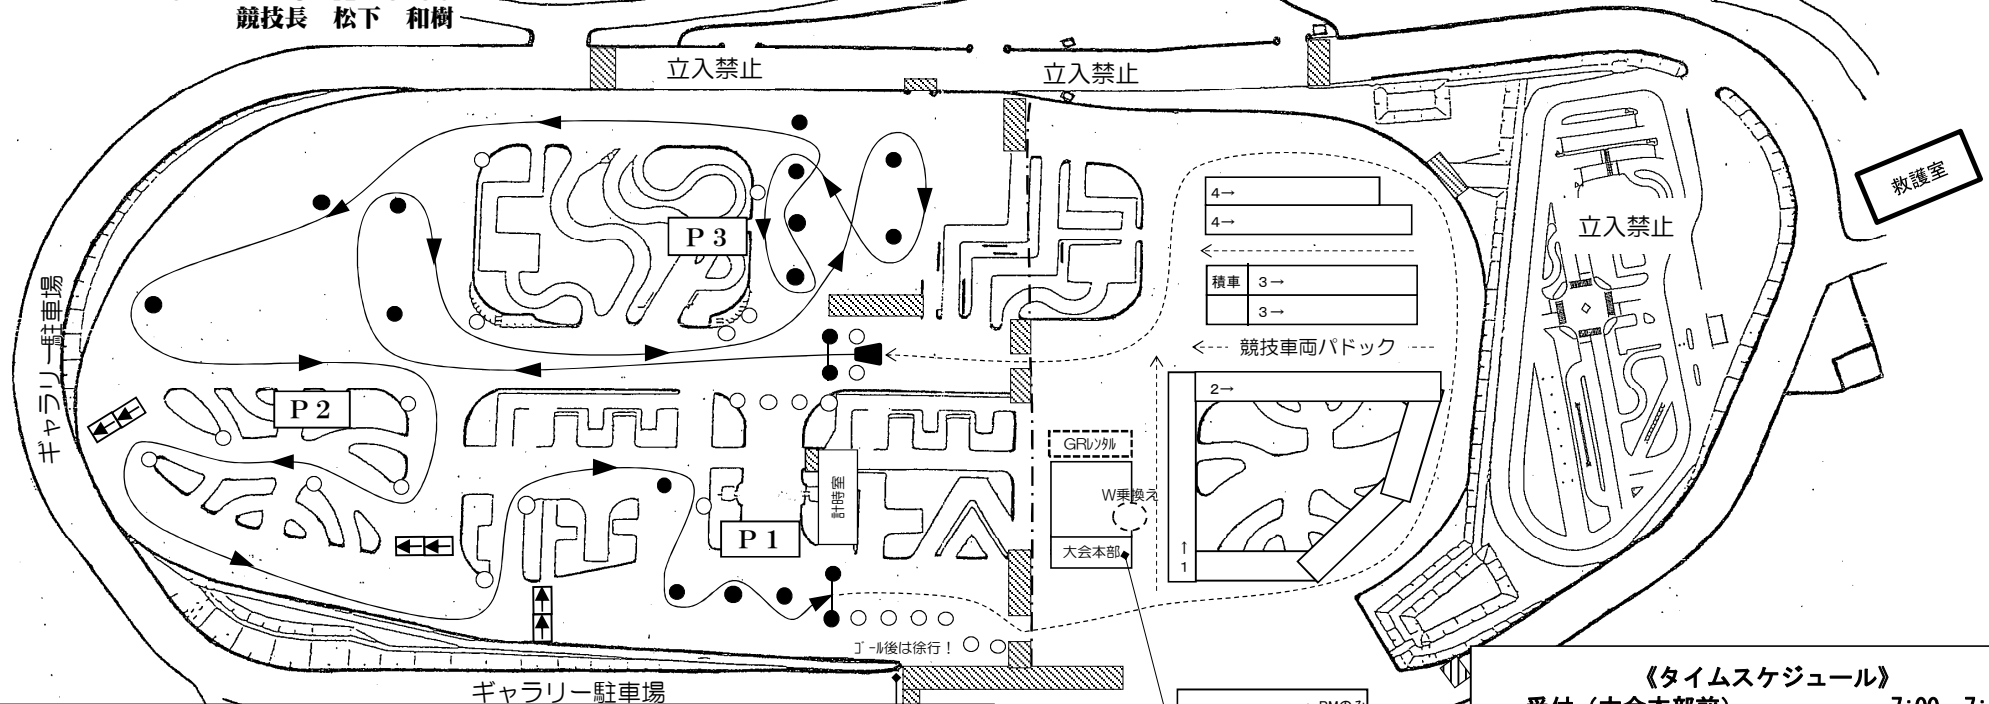 競技長 松下 和樹
立入禁止
立入禁止
救護室
4→
4→
立入禁止
P3
積車 3→
3→
競技車両パドック
ギャラリー駐車場
P2
2→
GRﾚﾝﾀﾙ
計時室
W乗換え
P1
大会本部
↑
1
ｺﾞｰﾙ後は徐行！
ギャラリー駐車場
《タイムスケジュール》